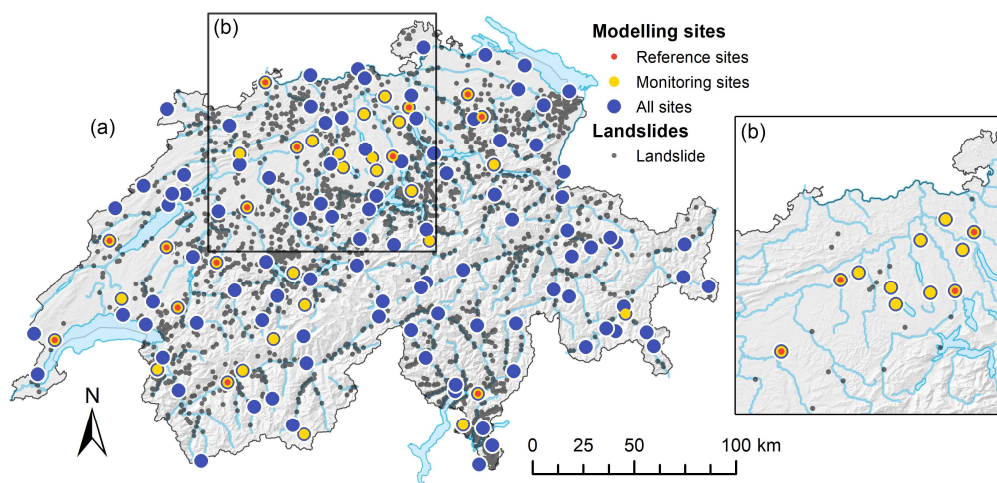 (b)
(a)
Modelling sites
Reference sites
Monitoring sites
All sites
Landslides
Landslide
(b)
N
0 25 50 100 km